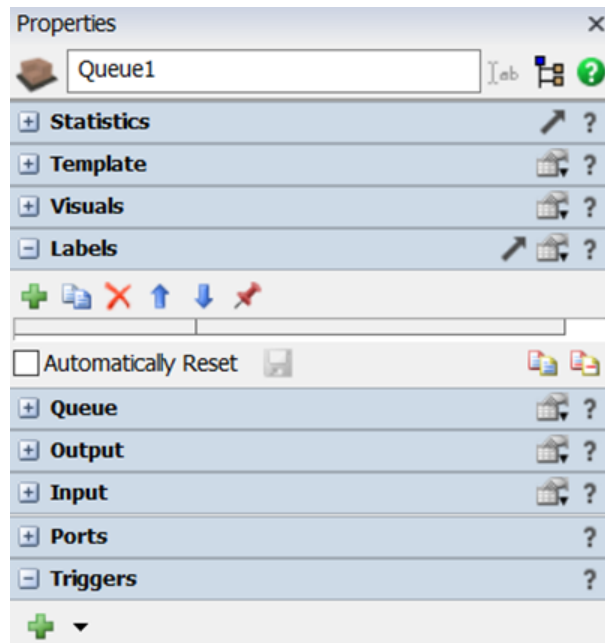 Properties
Queue1
Statistics ?
Template ?
Visuals ?
Labels ?
Automatically Reset
Queue ?
Output ?
Input ?
Ports ?
Triggers ?